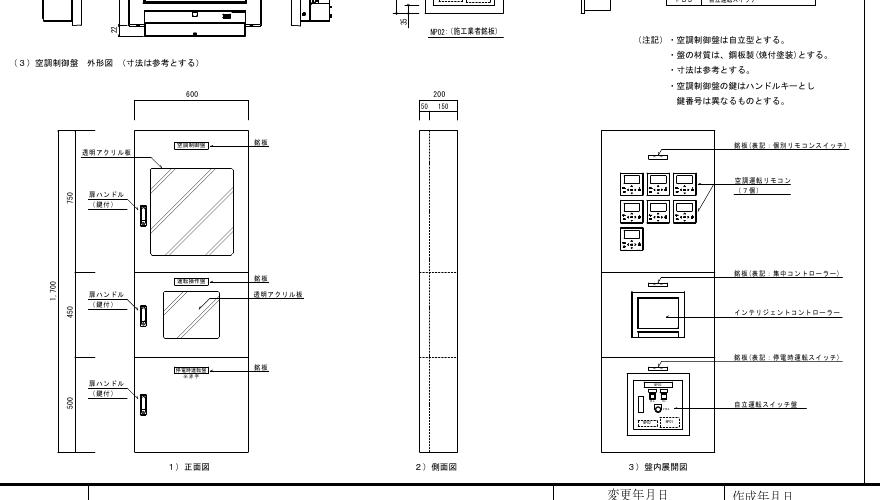 22
35
NP02:(施工業者銘板)
(注記)・空調制御盤は自立型とする。
・盤の材質は、鋼板製(焼付塗装)とする。
・寸法は参考とする。
・空調制御盤の鍵はハンドルキーとし
鍵番号は異なるものとする。
(3)空調制御盤 外形図 (寸法は参考とする)
600
空調制御盤
銘板
透明アクリル板
扉ハンドル
(鍵付)
750
運転操作盤
銘板
透明アクリル板
扉ハンドル
(鍵付)
1,700
450
停電時運転盤
銘板
扉ハンドル
(鍵付)
500
1)正面図
200
50 150
2)側面図
銘板(表記:個別リモコンスイッチ)
空調運転リモコン
(7個)
銘板(表記:集中コントローラー)
インテリジェントコントローラー
銘板(表記:停電時運転スイッチ)
自立運転スイッチ盤
3)盤内展開図
変更年月日
作成年月日